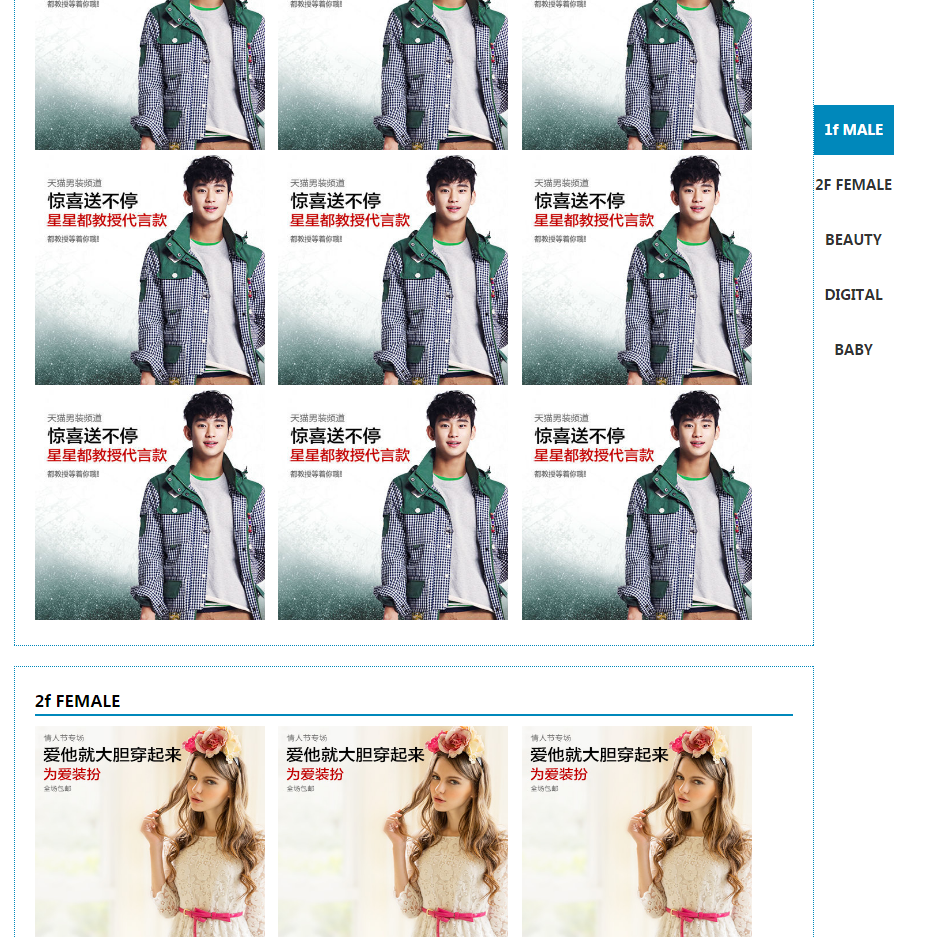 都教授等着你哦!!
都教授等着你哦!!
都教授等着你哦!!
1f MALE
2F FEMALE
BEAUTY
DIGITAL
BABY
天猫男装频道
惊喜送不停
星星都教授代言款
都教授等着你哦!!
天猫男装频道
惊喜送不停
星星都教授代言款
都教授等着你哦!!
天猫男装频道
惊喜送不停
星星都教授代言款
都教授等着你哦!!
天猫男装频道
惊喜送不停
星星都教授代言款
都教授等着你哦!!
天猫男装频道
惊喜送不停
星星都教授代言款
都教授等着你哦!!
天猫男装频道
惊喜送不停
星星都教授代言款
都教授等着你哦!!
2f FEMALE
情人节专场
爱他就大胆穿起来
为爱装扮
全场包邮
情人节专场
爱他就大胆穿起来
为爱装扮
全场包邮
情人节专场
爱他就大胆穿起来
为爱装扮
全场包邮